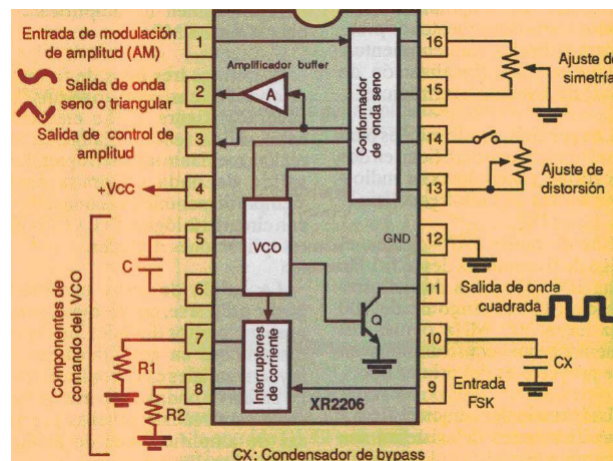 Entrada de modulación
de amplitud (AM)
Salida de onda
seno o triangular
Salida de control de
amplitud
+VCC
Componentes de
comando del VCO
C
R1
R2
1
2
3
4
5
6
7
8
Amplificador buffer
A
Conformador
de onda seno
VCO
Interruptores
de corriente
Q
GND
XR2206
16
15
14
13
12
11
10
9
Ajuste de
simetría
Ajuste de
distorsión
Salida de onda
cuadrada
CX
Entrada
FSK
CX: Condensador de bypass